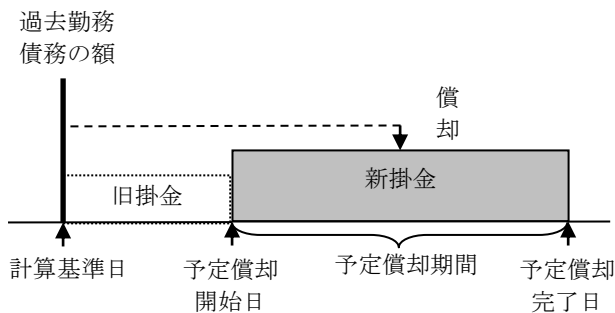 過去勤務
債務の額
償
却
新掛金
旧掛金
計算基準日
予定償却
開始日
予定償却期間
予定償却
完了日